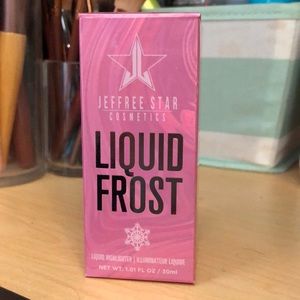 JEFFREE STAR
COSMETICS
LIQUID
FROST
LIQUID HIGHLIGHTER | ILLUMINATEUR LIQUIDE
NET WT. 1.01 FL OZ / 30ml